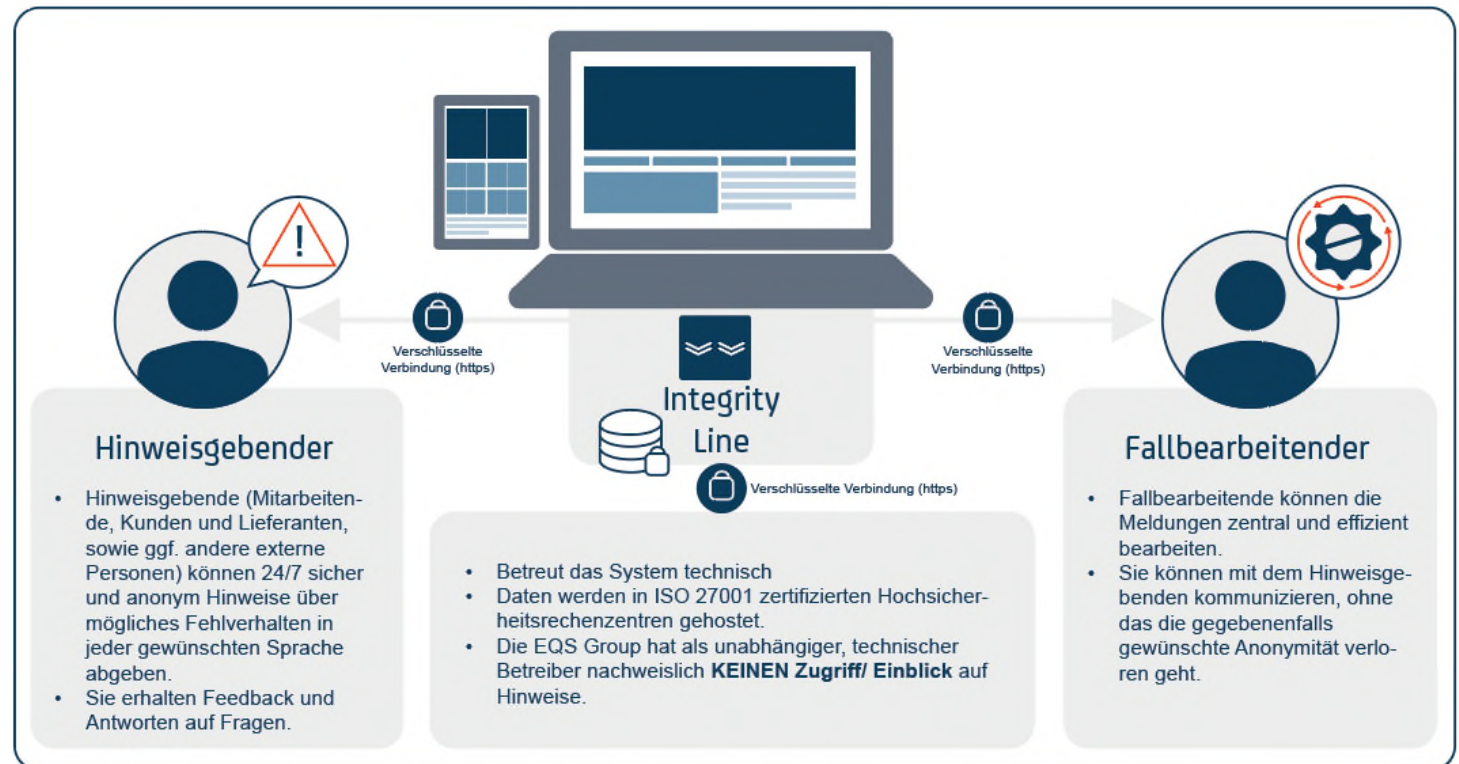 !
Verschlüsselte
Verbindung (https)
Verschlüsselte
Verbindung (https)
Integrity
Line
Verschlüsselte Verbindung (https)
Hinweisgebender
• Hinweisgebende (Mitarbeiten-
de, Kunden und Lieferanten,
sowie ggf. andere externe
Personen) können 24/7 sicher
und anonym Hinweise über
mögliches Fehlverhalten in
jeder gewünschten Sprache
abgeben.
• Sie erhalten Feedback und
Antworten auf Fragen.
• Betreut das System technisch
• Daten werden in ISO 27001 zertifizierten Hochsicher-
heitsrechenzentren gehostet.
• Die EQS Group hat als unabhängiger, technischer
Betreiber nachweislich KEINEN Zugriff/ Einblick auf
Hinweise.
Fallbearbeitender
• Fallbearbeitende können die
Meldungen zentral und effizient
bearbeiten.
• Sie können mit dem Hinweisge-
benden kommunizieren, ohne
das die gegebenenfalls
gewünschte Anonymität verlo-
ren geht.